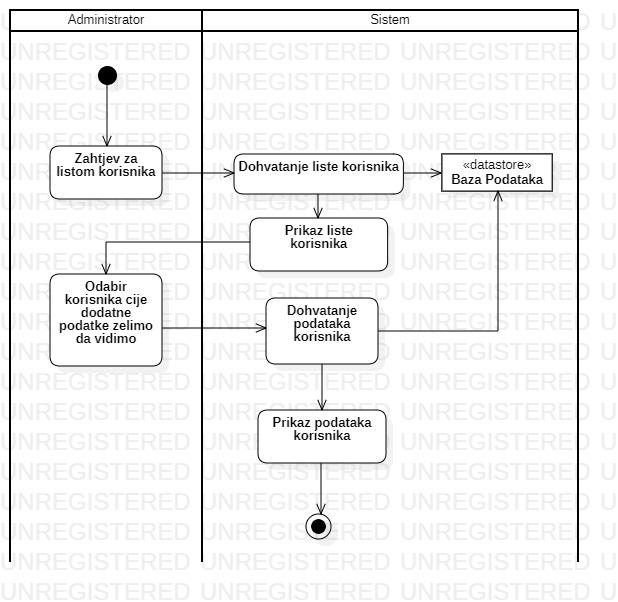 Administrator
Sistem
Zahtjev za
listom korisnika
Dohvatanje liste korisnika
«datastore»
Baza Podataka
Prikaz liste
korisnika
Odabir
korisnika cije
dodatne
podatke zelimo
da vidimo
Dohvatanje
podataka
korisnika
Prikaz podataka
korisnika
UNREGISTERED